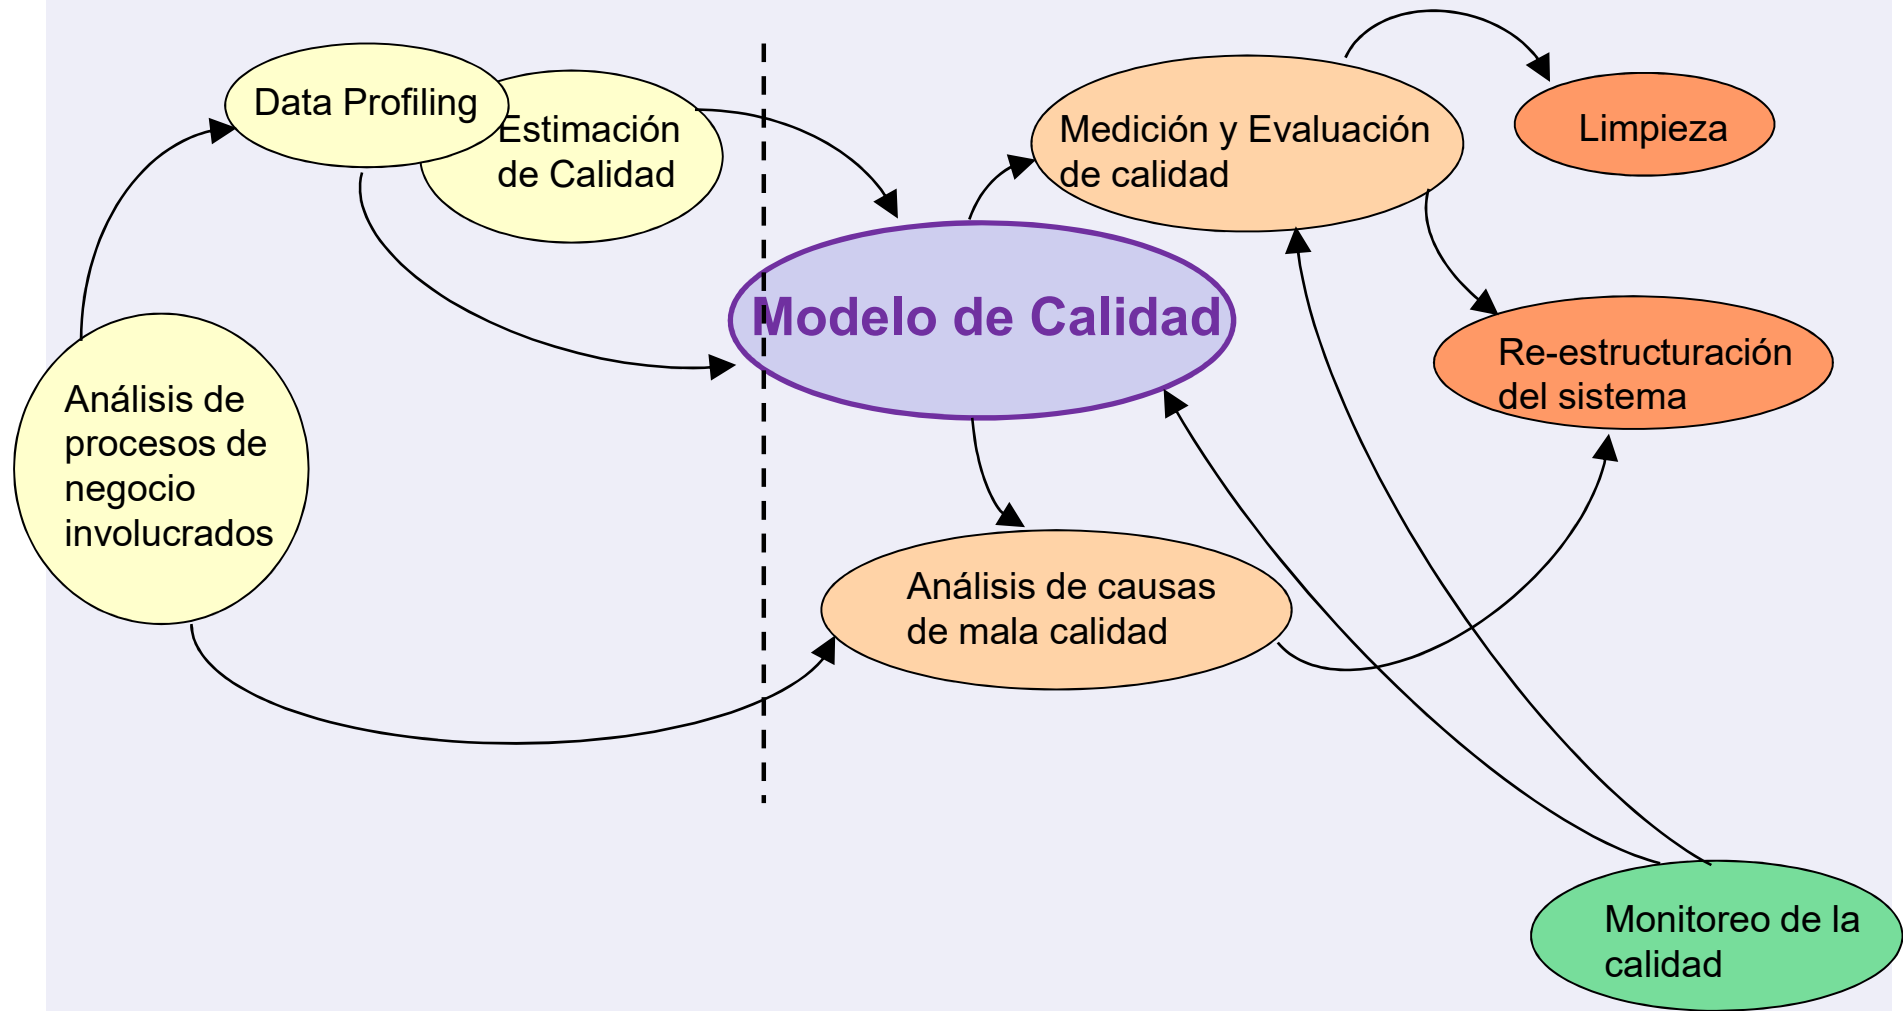 Data Profiling
Estimación
de Calidad
Medición y Evaluación
de calidad
Limpieza
Modelo de Calidad
Re-estructuración
del sistema
Análisis de
procesos de
negocio
involucrados
Análisis de causas
de mala calidad
Monitoreo de la
calidad